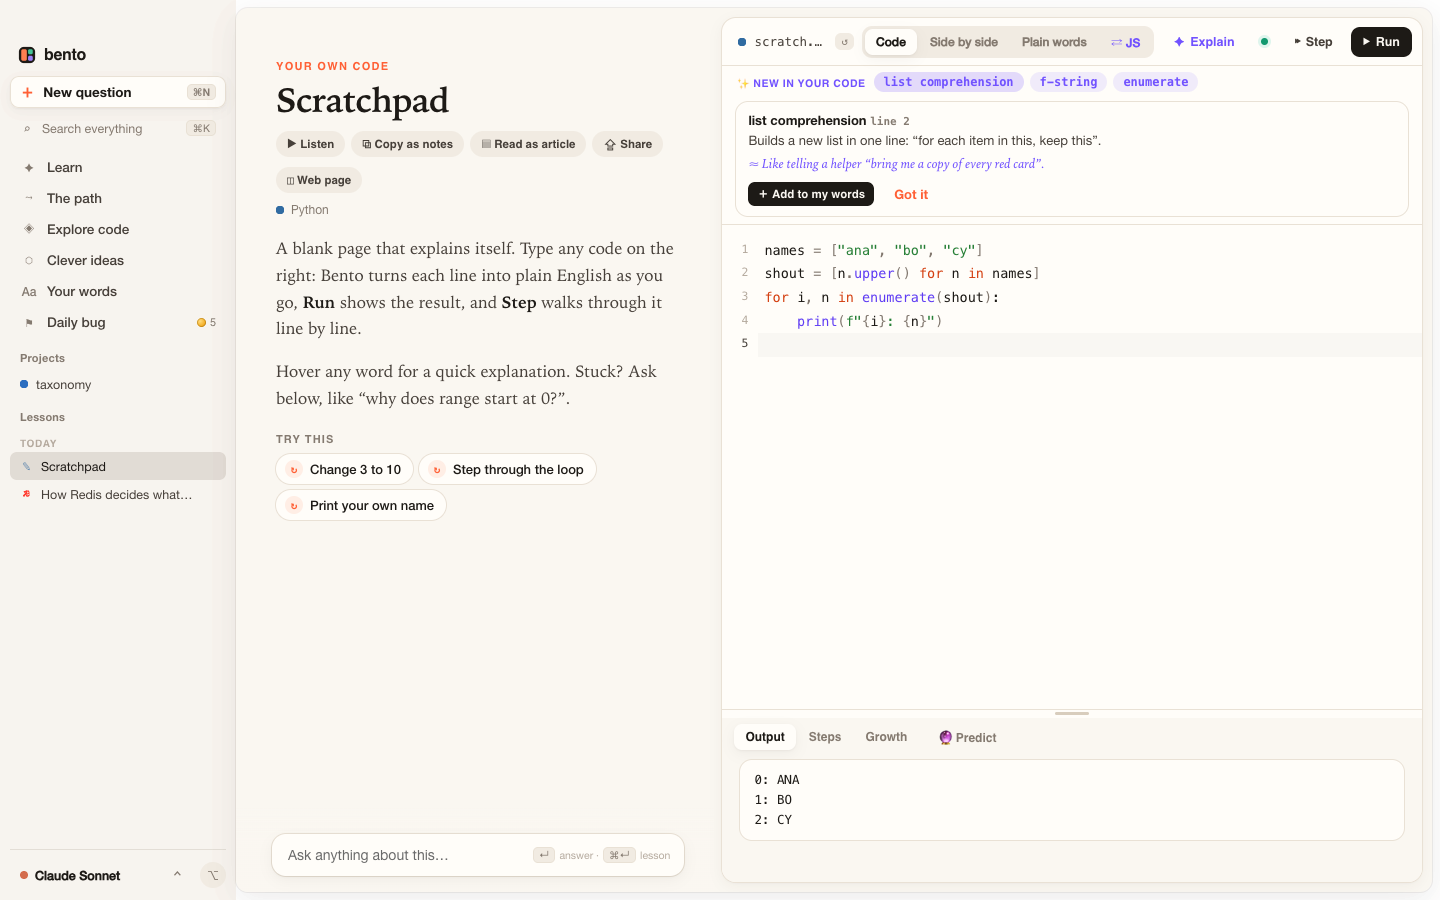 bento
New question ⌘N
Search everything ⌘K
Learn
The path
Explore code
Clever ideas
Aa Your words
Daily bug 5
Projects
taxonomy
Lessons
TODAY
Scratchpad
How Redis decides what…
Claude Sonnet
YOUR OWN CODE
Scratchpad
Listen
Copy as notes
Read as article
Share
Web page
Python
A blank page that explains itself. Type any code on the
right: Bento turns each line into plain English as you
go, Run shows the result, and Step walks through it
line by line.
Hover any word for a quick explanation. Stuck? Ask
below, like “why does range start at 0?”.
TRY THIS
Change 3 to 10
Step through the loop
Print your own name
Ask anything about this… ↵ answer · ⌘↵ lesson
scratch.…
Code
Side by side
Plain words
⇄ JS
Explain
Step
Run
NEW IN YOUR CODE
list comprehension
f-string
enumerate
list comprehension line 2
Builds a new list in one line: “for each item in this, keep this”.
≈ Like telling a helper “bring me a copy of every red card”.
+ Add to my words
Got it
1 names = ["ana", "bo", "cy"]
2 shout = [n.upper() for n in names]
3 for i, n in enumerate(shout):
4     print(f"{i}: {n}")
5
Output
Steps
Growth
Predict
0: ANA
1: BO
2: CY